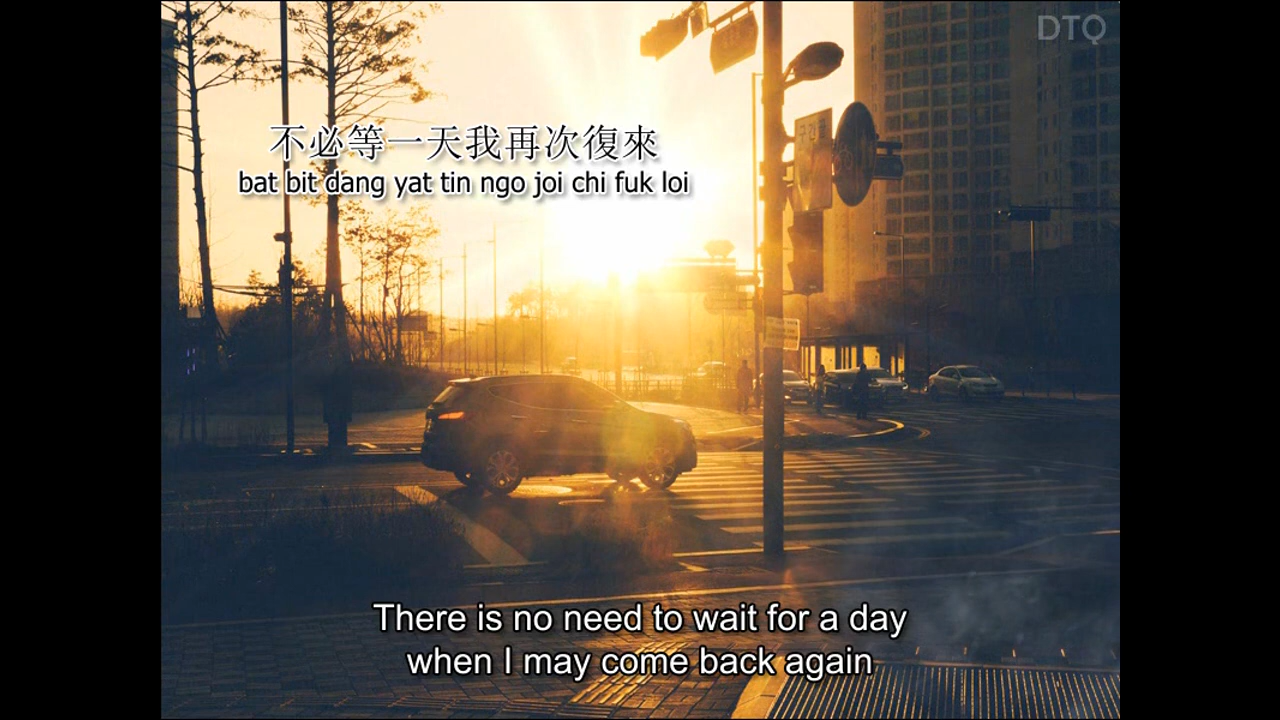 DTQ
不必等一天我再次復來
bat bit dang yat tin ngo joi chi fuk loi
There is no need to wait for a day
when I may come back again